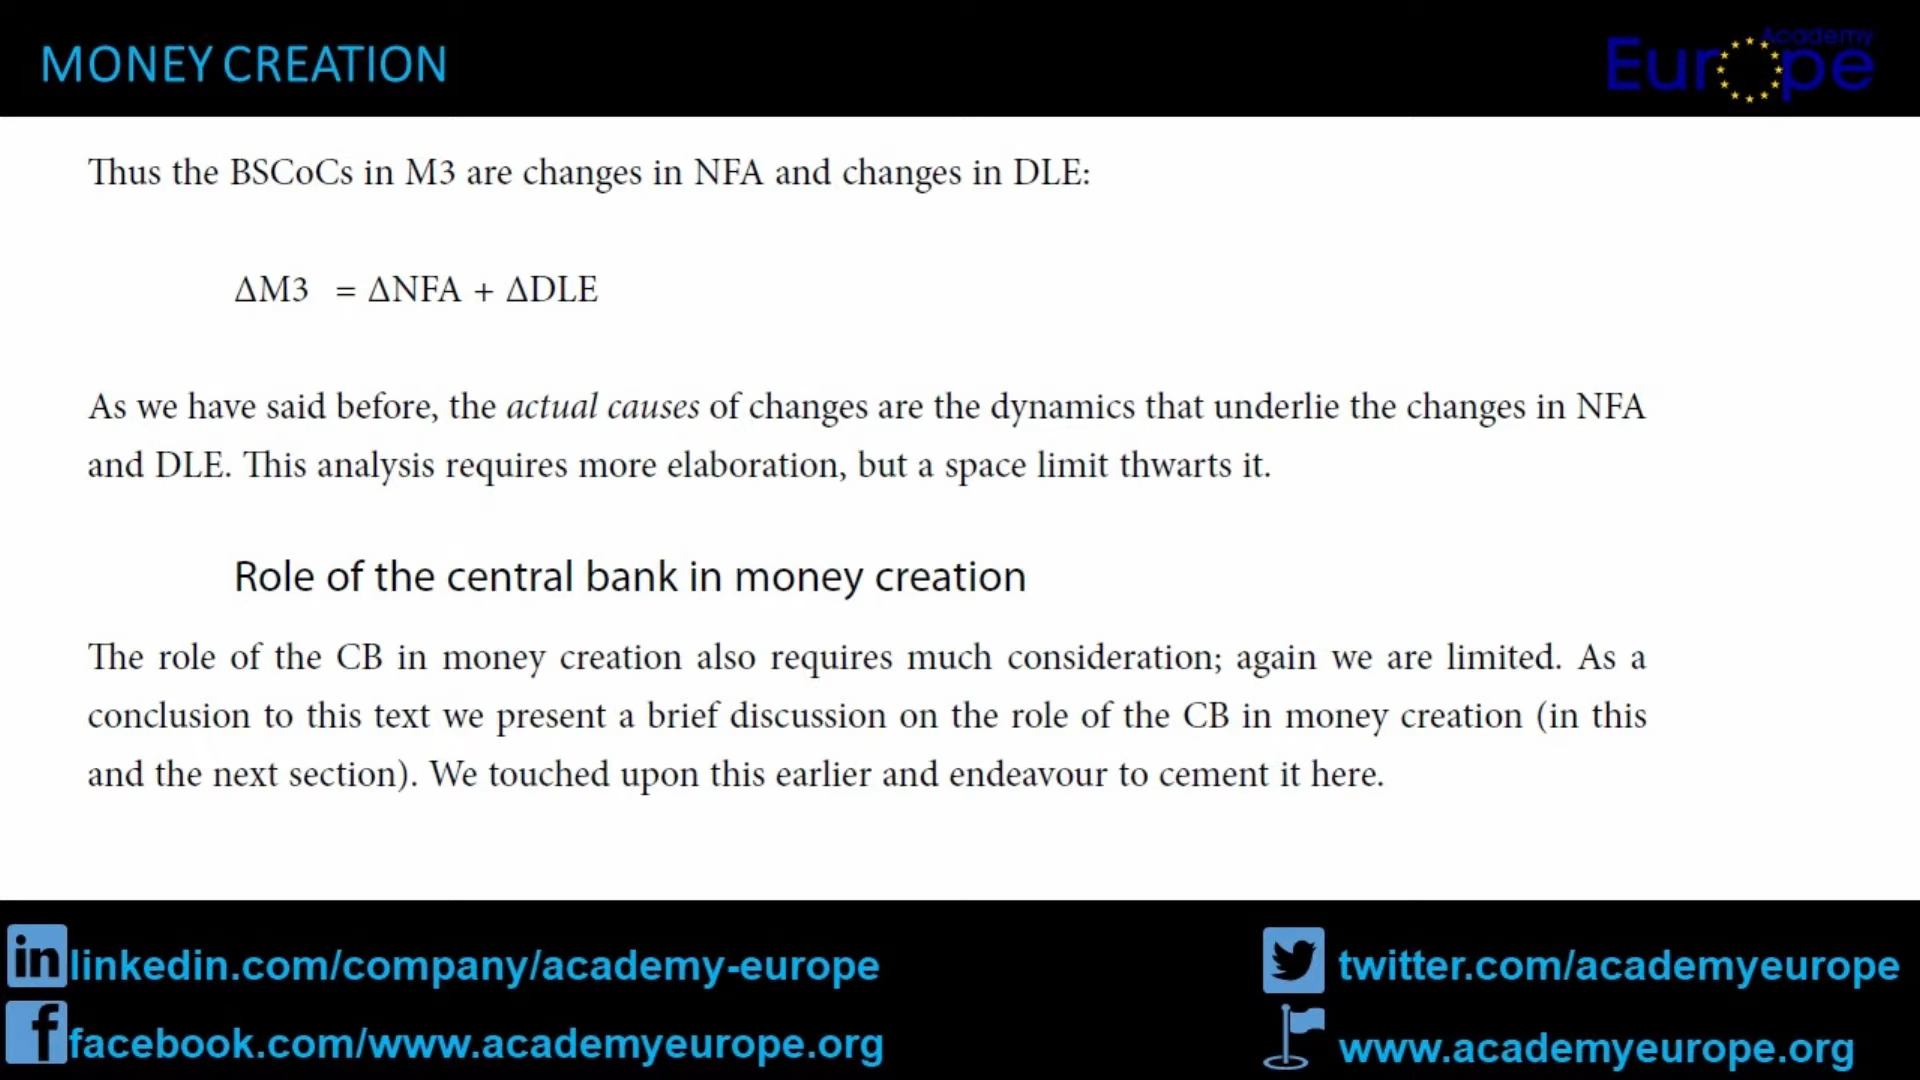 MONEY CREATION
Academy
Europe
Thus the BSCoCs in M3 are changes in NFA and changes in DLE:
ΔM3 = ΔNFA + ΔDLE
As we have said before, the actual causes of changes are the dynamics that underlie the changes in NFA
and DLE. This analysis requires more elaboration, but a space limit thwarts it.
Role of the central bank in money creation
The role of the CB in money creation also requires much consideration; again we are limited. As a
conclusion to this text we present a brief discussion on the role of the CB in money creation (in this
and the next section). We touched upon this earlier and endeavour to cement it here.
in linkedin.com/company/academy-europe
twitter.com/academyeurope
f facebook.com/www.academyeurope.org
www.academyeurope.org